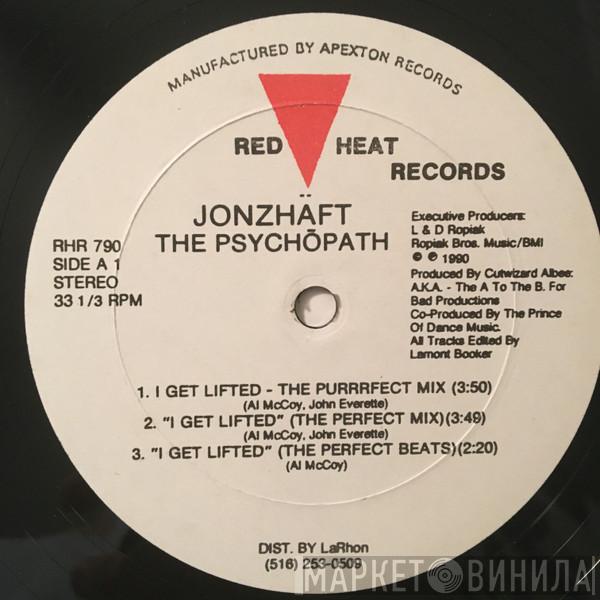 MANUFACTURED BY APEXTON RECORDS
RED HEAT
RECORDS
JONZHÄFT
THE PSYCHŌPATH
RHR 790
SIDE A 1
STEREO
33 1/3 RPM
Executive Producers:
L & D Ropiak
Ropiak Bros. Music/BMI
© ℗ 1990
Produced By Cutwizard Albee:
A.K.A. - The A To The B. For
Bad Productions
Co-Produced By The Prince
Of Dance Music.
All Tracks Edited By
Lamont Booker
1. I GET LIFTED - THE PURRRFECT MIX (3:50)
(Al McCoy, John Everette)
2. "I GET LIFTED" (THE PERFECT MIX)(3:49)
(Al McCoy, John Everette)
3. "I GET LIFTED" (THE PERFECT BEATS)(2:20)
(Al McCoy)
DIST. BY LaRhon
(516) 253-0509
МАРКЕТ ВИНИЛА